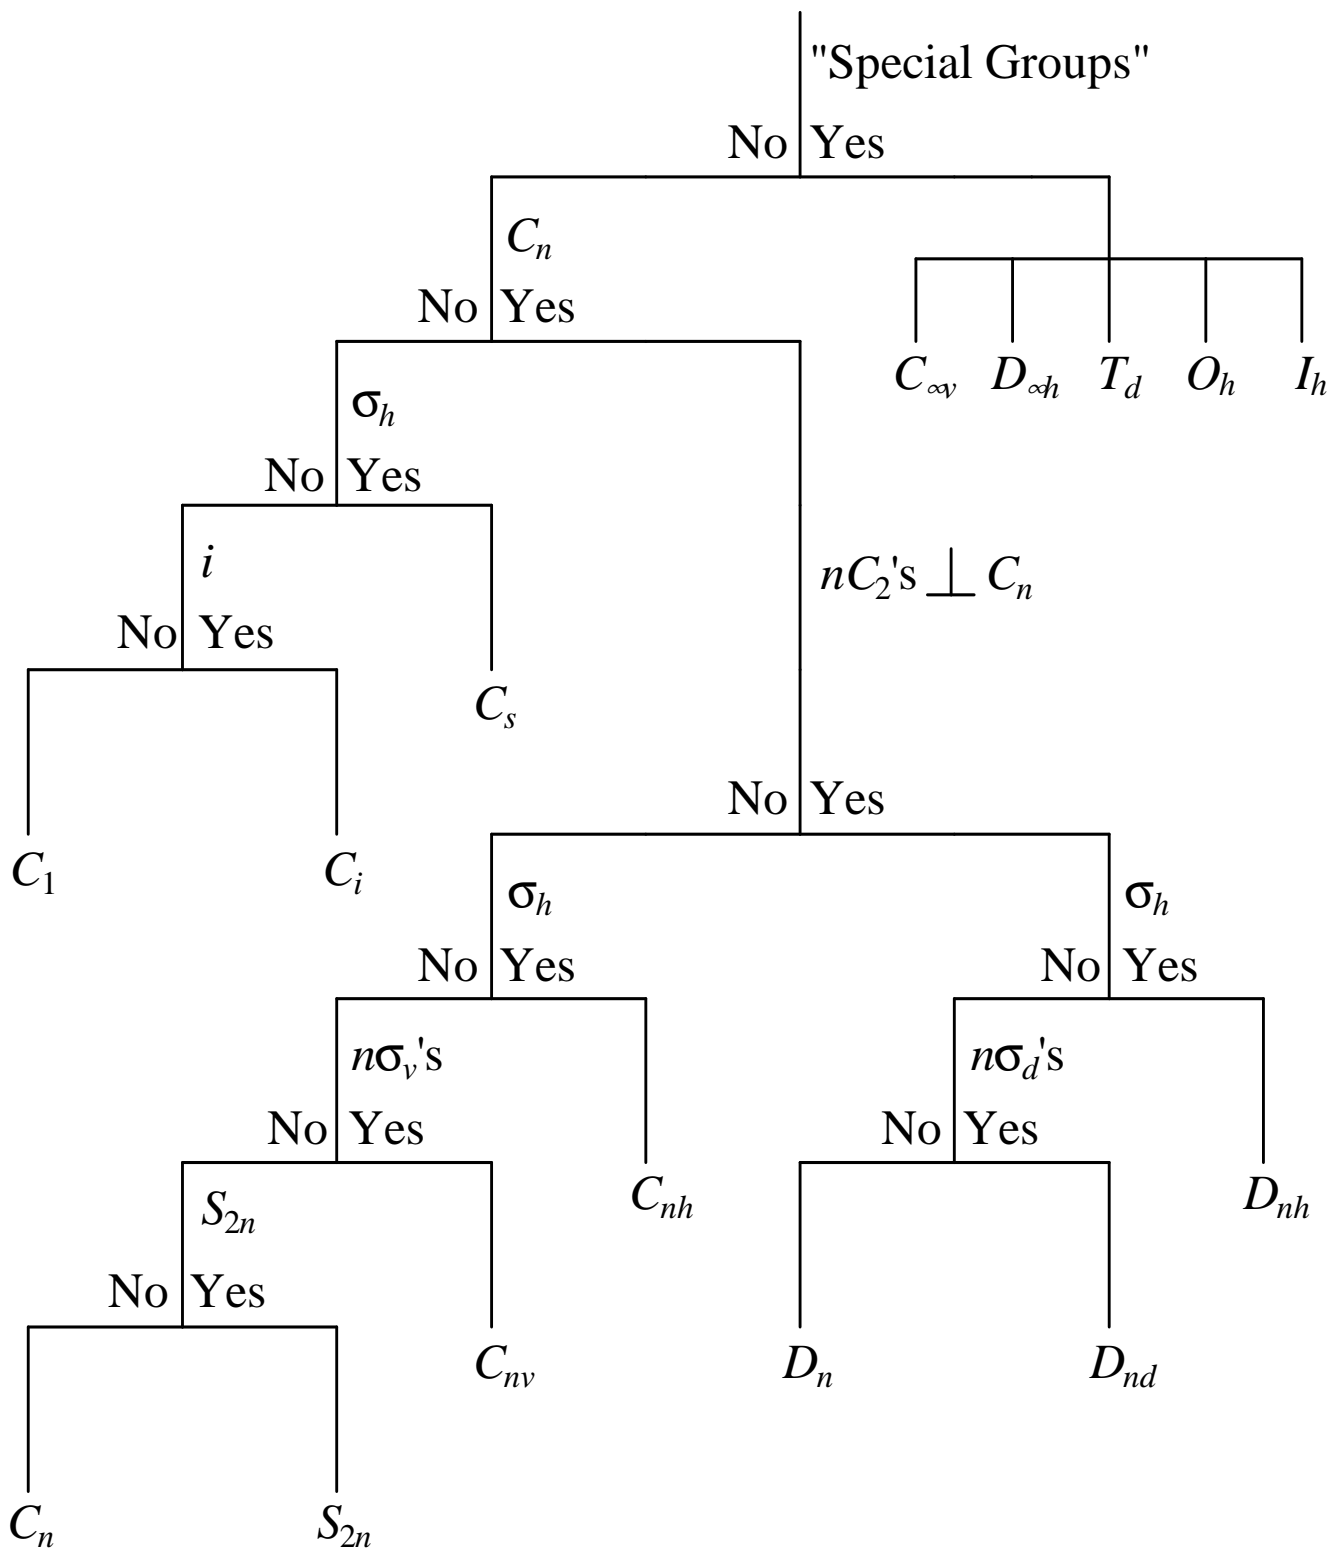 "Special Groups"
No Yes
Cₙ
No Yes
C∞v D∞h Td Oh Ih
σh
No Yes
i
nC₂'s ⊥ Cₙ
No Yes
Cs
No Yes
C₁ Ci
σh σh
No Yes No Yes
nσv's nσd's
No Yes No Yes
S₂ₙ Cnh Dnh
No Yes
Cnv Dn Dnd
Cn S₂ₙ